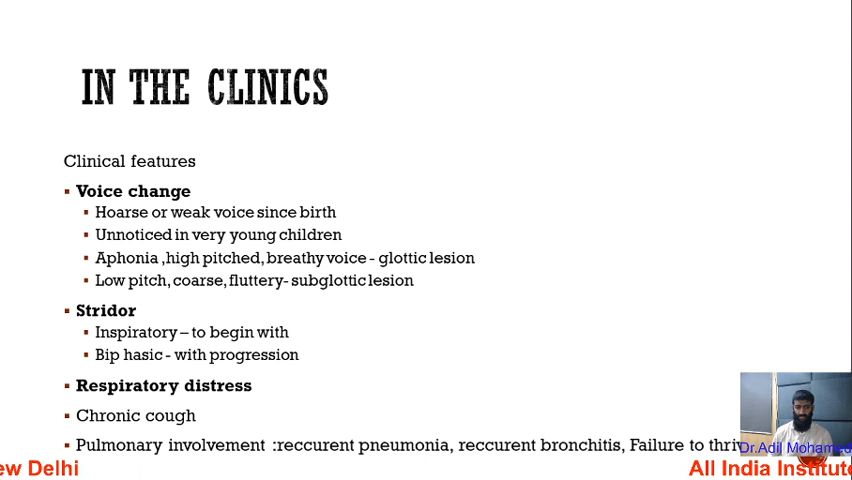 IN THE CLINICS
Clinical features
▪ Voice change
▪ Hoarse or weak voice since birth
▪ Unnoticed in very young children
▪ Aphonia ,high pitched, breathy voice - glottic lesion
▪ Low pitch, coarse, fluttery- subglottic lesion
▪ Stridor
▪ Inspiratory – to begin with
▪ Bip hasic - with progression
▪ Respiratory distress
▪ Chronic cough
▪ Pulmonary involvement :reccurent pneumonia, reccurent bronchitis, Failure to thriv
Dr.Adil Mohamed
ew Delhi
All India Institute